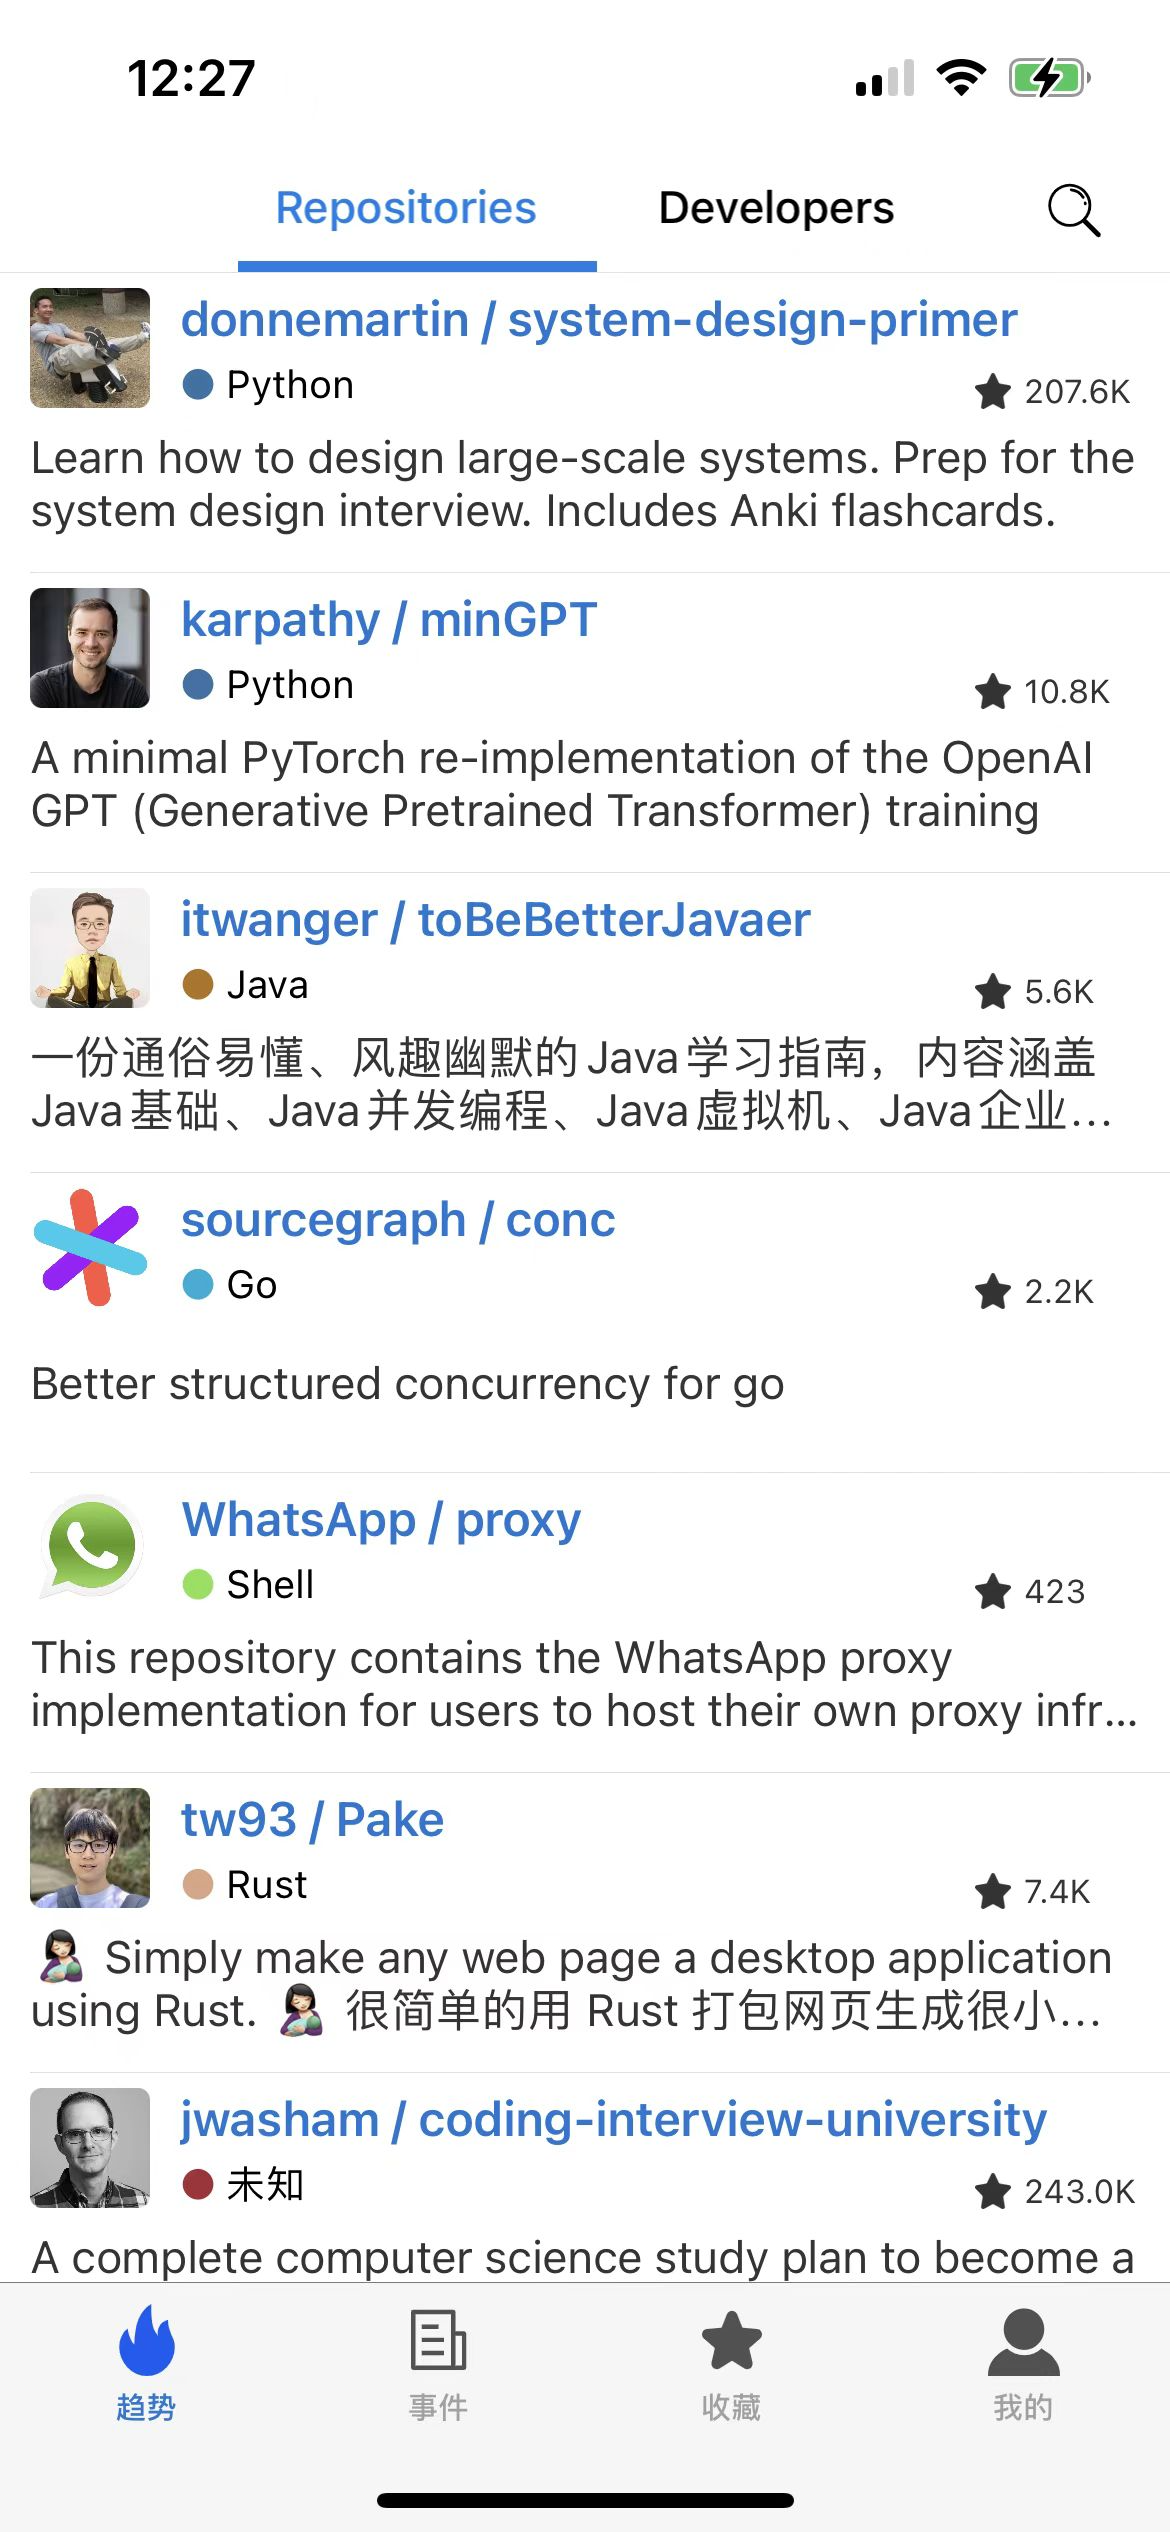 12:27
Repositories Developers
donnemartin / system-design-primer
Python 207.6K
Learn how to design large-scale systems. Prep for the
system design interview. Includes Anki flashcards.
karpathy / minGPT
Python 10.8K
A minimal PyTorch re-implementation of the OpenAI
GPT (Generative Pretrained Transformer) training
itwanger / toBeBetterJavaer
Java 5.6K
一份通俗易懂、风趣幽默的Java学习指南，内容涵盖
Java基础、Java并发编程、Java虚拟机、Java企业...
sourcegraph / conc
Go 2.2K
Better structured concurrency for go
WhatsApp / proxy
Shell 423
This repository contains the WhatsApp proxy
implementation for users to host their own proxy infr...
tw93 / Pake
Rust 7.4K
🤱🏻 Simply make any web page a desktop application
using Rust. 🤱🏻 很简单的用 Rust 打包网页生成很小...
jwasham / coding-interview-university
未知 243.0K
A complete computer science study plan to become a
趋势 事件 收藏 我的